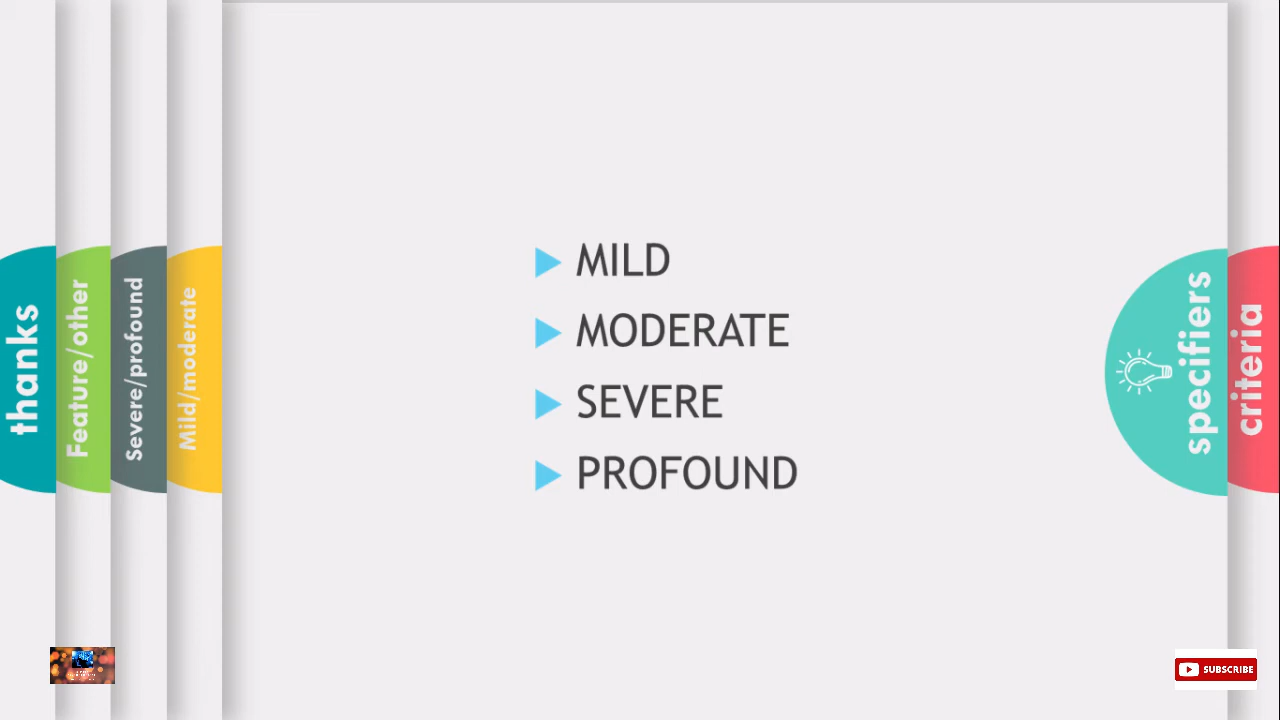 thanks
Feature/other
Severe/profound
Mild/moderate
MILD
MODERATE
SEVERE
PROFOUND
specifiers
criteria
SUBSCRIBE